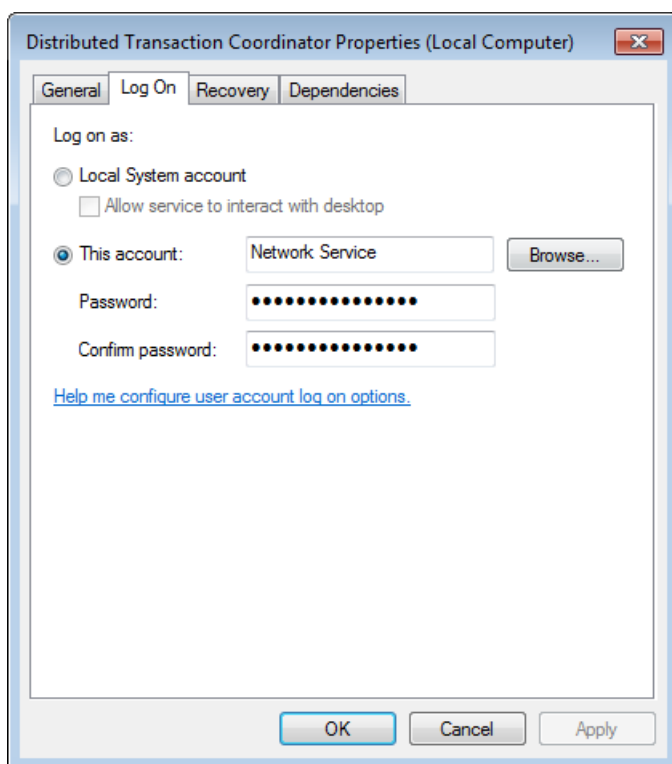 Distributed Transaction Coordinator Properties (Local Computer)
General Log On Recovery Dependencies
Log on as:
Local System account
Allow service to interact with desktop
This account: Network Service Browse...
Password: •••••••••••••••
Confirm password: •••••••••••••••
Help me configure user account log on options.
OK Cancel Apply